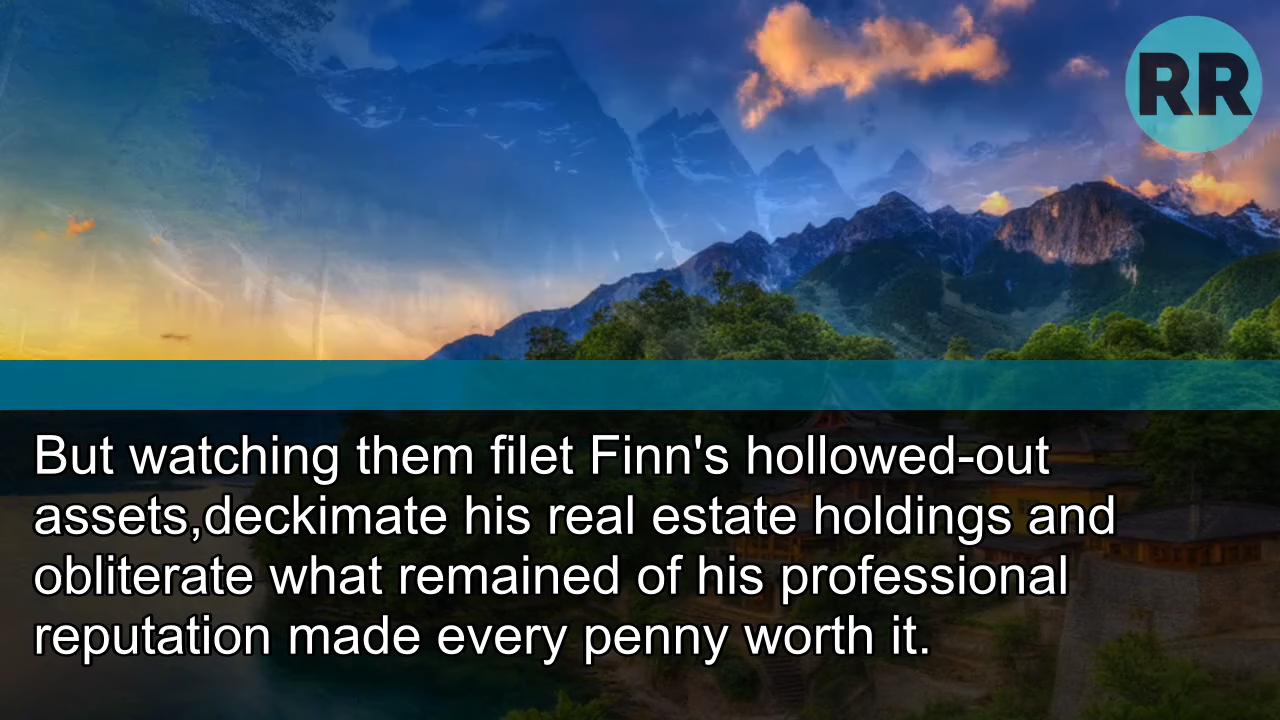 RR
But watching them filet Finn's hollowed-out
assets,deckimate his real estate holdings and
obliterate what remained of his professional
reputation made every penny worth it.